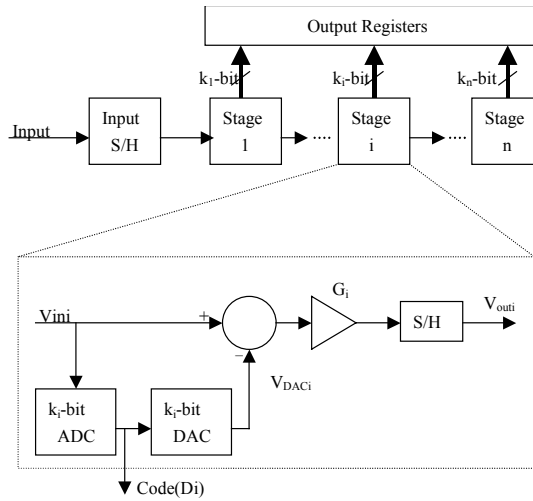 Output Registers
k1-bit ki-bit kn-bit
Input
Input
S/H
Stage
1
....
Stage
i
....
Stage
n
Gi
Vini
+
−
S/H
Vouti
VDACi
ki-bit
ADC
ki-bit
DAC
Code(Di)